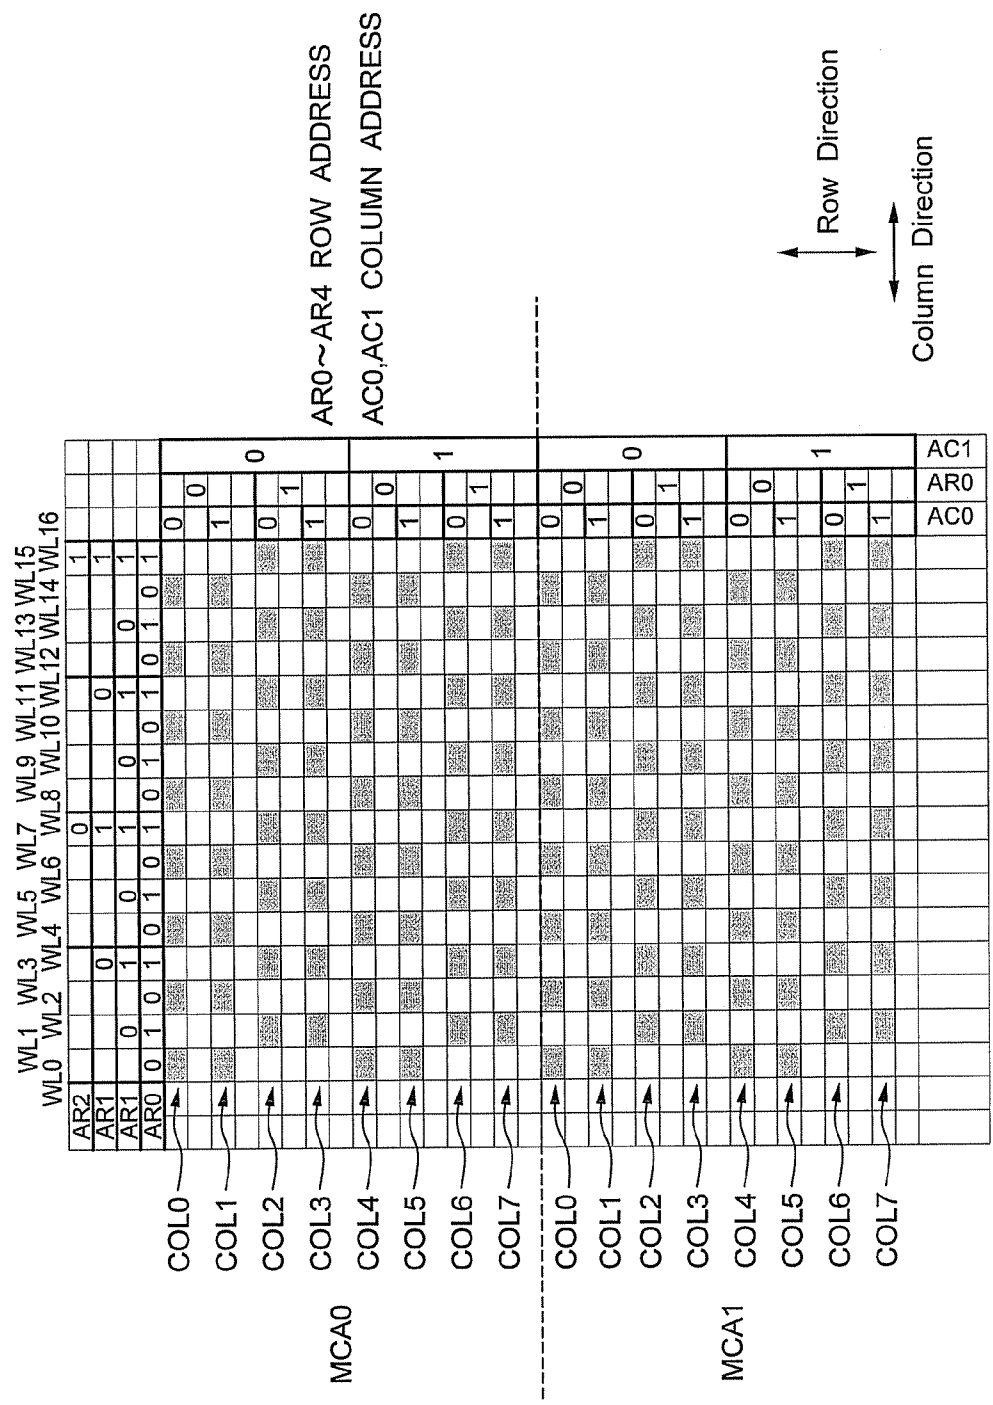 WL1 WL3 WL5 WL7 WL9 WL11 WL13 WL15
WL0 WL2 WL4 WL6 WL8 WL10 WL12 WL14 WL16
AR2 0 1
AR1 0 1 0 1
AR1 0 1 0 1 0 1 0 1
AR0 0 1 0 1 0 1 0 1 0 1 0 1 0 1 0 1
COL0 0
0
COL1 1
0
COL2 0
1
COL3 1
AR0~AR4 ROW ADDRESS
MCA0
COL4 0
AC0,AC1 COLUMN ADDRESS
0
COL5 1
1
COL6 0
1
COL7 1
COL0 0
0
COL1 1
0
COL2 0
1
COL3 1
MCA1
COL4 0
0
COL5 1
1
Row Direction
COL6 0
1
COL7 1
AC0 AR0 AC1
Column Direction